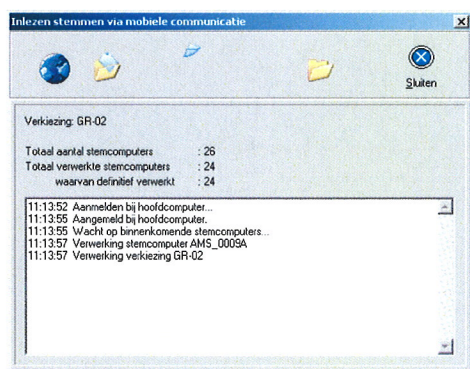 Inlezen stemmen via mobiele communicatie
Sluiten
Verkiezing: GR-02
Totaal aantal stemcomputers : 26
Totaal verwerkte stemcomputers : 24
waarvan definitief verwerkt : 24
11:13:52 Aanmelden bij hoofdcomputer...
11:13:55 Aangemeld bij hoofdcomputer.
11:13:55 Wacht op binnenkomende stemcomputers...
11:13:57 Verwerking stemcomputer AMS_0009A
11:13:57 Verwerking verkiezing GR-02